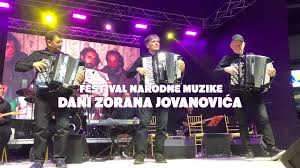 FESTIVAL NARODNE MUZIKE
DANI ZORANA JOVANOVIĆA